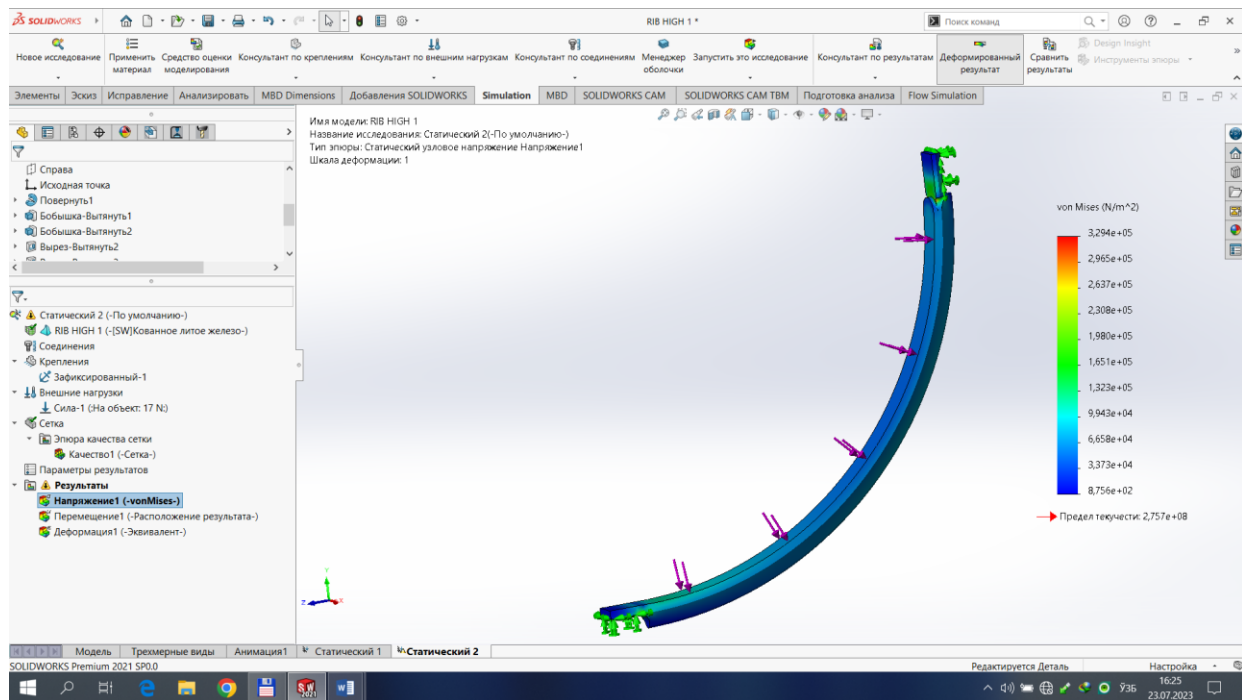 SOLIDWORKS
RIB HIGH 1 *
Поиск команд
Новое исследование
Применить материал
Средство оценки моделирования
Консультант по креплениям
Консультант по внешним нагрузкам
Консультант по соединениям
Менеджер оболочки
Запустить это исследование
Консультант по результатам
Деформированный результат
Сравнить результаты
Design Insight
Инструменты эпюры
Элементы Эскиз Исправление Анализировать MBD Dimensions Добавления SOLIDWORKS Simulation MBD SOLIDWORKS CAM SOLIDWORKS CAM TBM Подготовка анализа Flow Simulation
Имя модели: RIB HIGH 1
Название исследования: Статический 2(-По умолчанию-)
Тип эпюры: Статический узловое напряжение Напряжение1
Шкала деформации: 1
Справа
Исходная точка
Повернуть1
Бобышка-Вытянуть1
Бобышка-Вытянуть2
Вырез-Вытянуть2
Статический 2 (-По умолчанию-)
RIB HIGH 1 (-[SW]Кованное литое железо-)
Соединения
Крепления
Зафиксированный-1
Внешние нагрузки
Сила-1 (:На объект: 17 N:)
Сетка
Эпюра качества сетки
Качество1 (-Сетка-)
Параметры результатов
Результаты
Напряжение1 (-vonMises-)
Перемещение1 (-Расположение результата-)
Деформация1 (-Эквивалент-)
von Mises (N/m^2)
3,294e+05
2,965e+05
2,637e+05
2,308e+05
1,980e+05
1,651e+05
1,323e+05
9,943e+04
6,658e+04
3,373e+04
8,756e+02
Предел текучести: 2,757e+08
Y
Z
X
Модель Трехмерные виды Анимация1 Статический 1 Статический 2
SOLIDWORKS Premium 2021 SP0.0
Редактируется Деталь
Настройка
ЎЗБ
16:25
23.07.2023